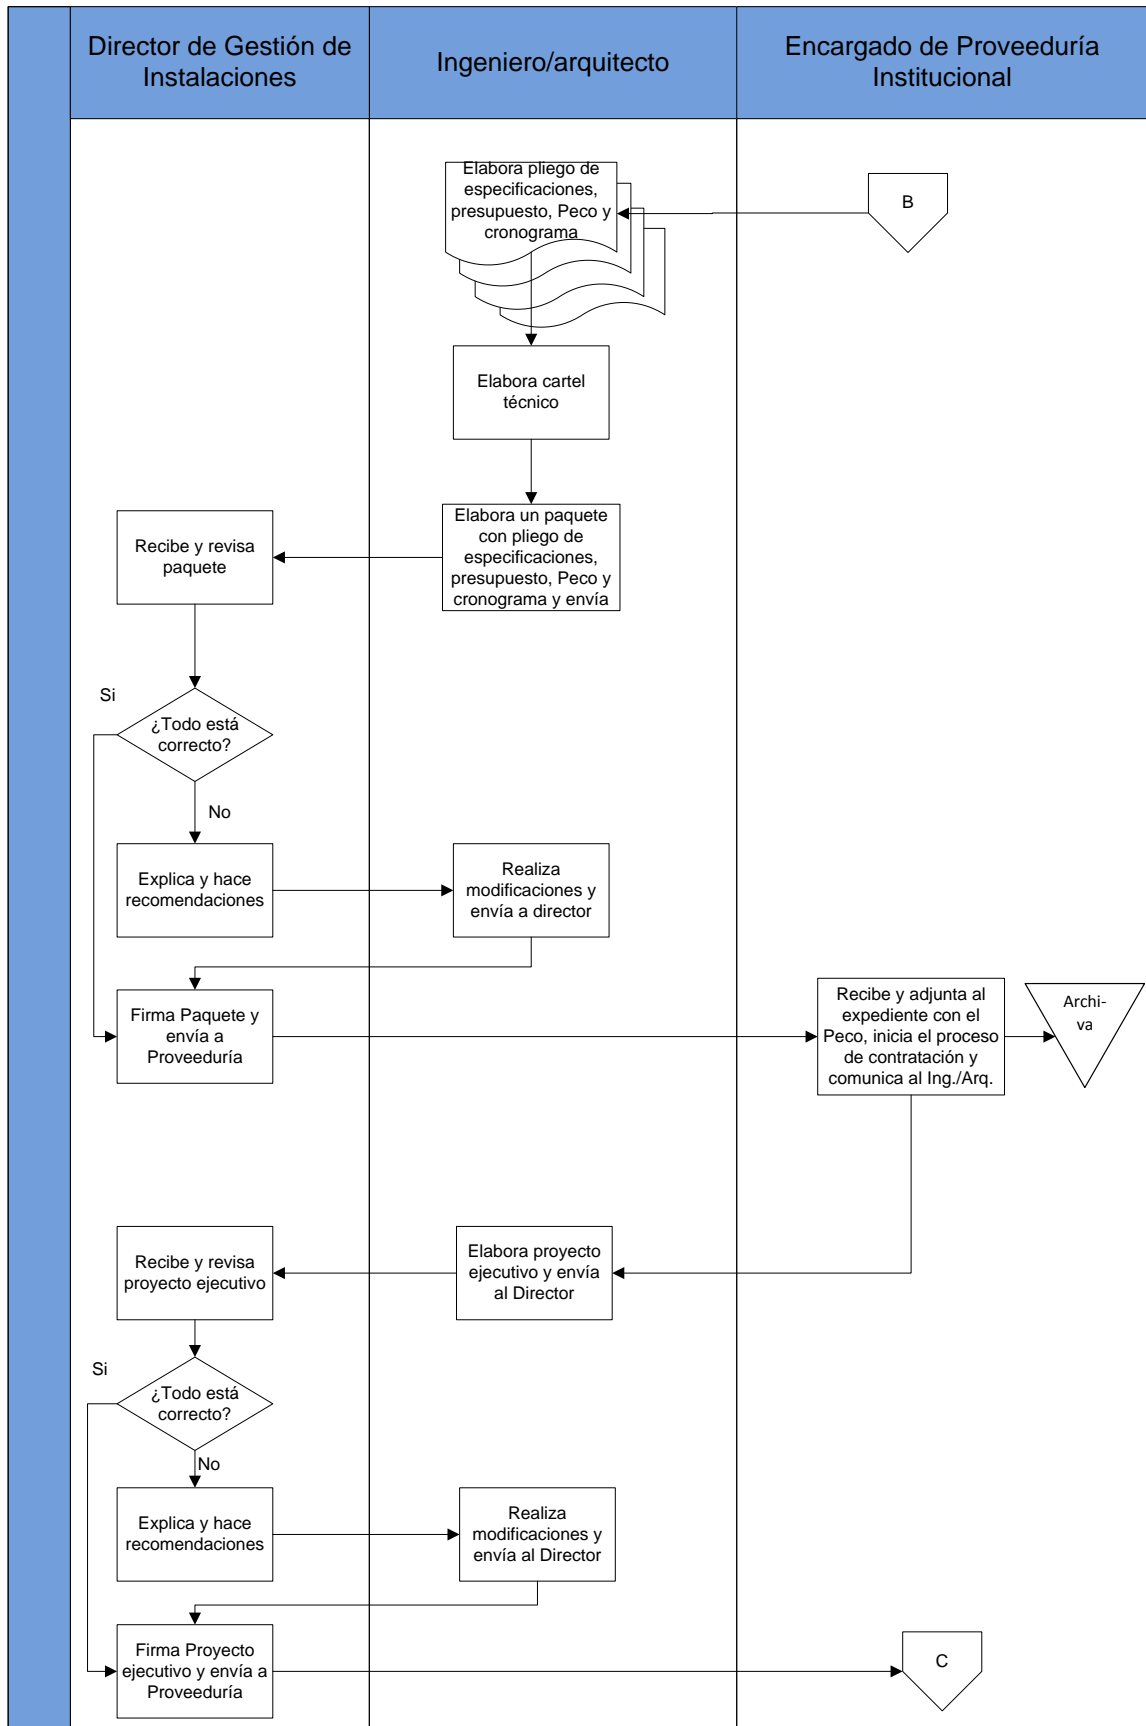 Director de Gestión de
Instalaciones
Ingeniero/arquitecto
Encargado de Proveeduría
Institucional
Elabora pliego de
especificaciones,
presupuesto, Peco y
cronograma
B
Elabora cartel
técnico
Elabora un paquete
con pliego de
especificaciones,
presupuesto, Peco y
cronograma y envía
Recibe y revisa
paquete
Si
¿Todo está
correcto?
No
Explica y hace
recomendaciones
Realiza
modificaciones y
envía a director
Firma Paquete y
envía a
Proveeduría
Recibe y adjunta al
expediente con el
Peco, inicia el proceso
de contratación y
comunica al Ing./Arq.
Archi-
va
Recibe y revisa
proyecto ejecutivo
Elabora proyecto
ejecutivo y envía
al Director
Si
¿Todo está
correcto?
No
Explica y hace
recomendaciones
Realiza
modificaciones y
envía al Director
Firma Proyecto
ejecutivo y envía a
Proveeduría
C